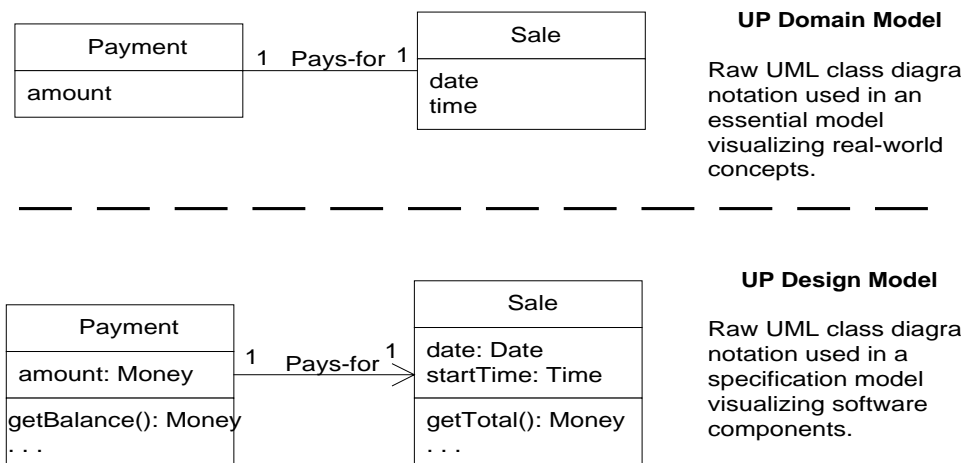 UP Domain Model
Payment
amount
1 Pays-for 1
Sale
date
time
Raw UML class diagra
notation used in an
essential model
visualizing real-world
concepts.
UP Design Model
Payment
amount: Money
getBalance(): Money
. . .
1 Pays-for 1
Sale
date: Date
startTime: Time
getTotal(): Money
. . .
Raw UML class diagra
notation used in a
specification model
visualizing software
components.